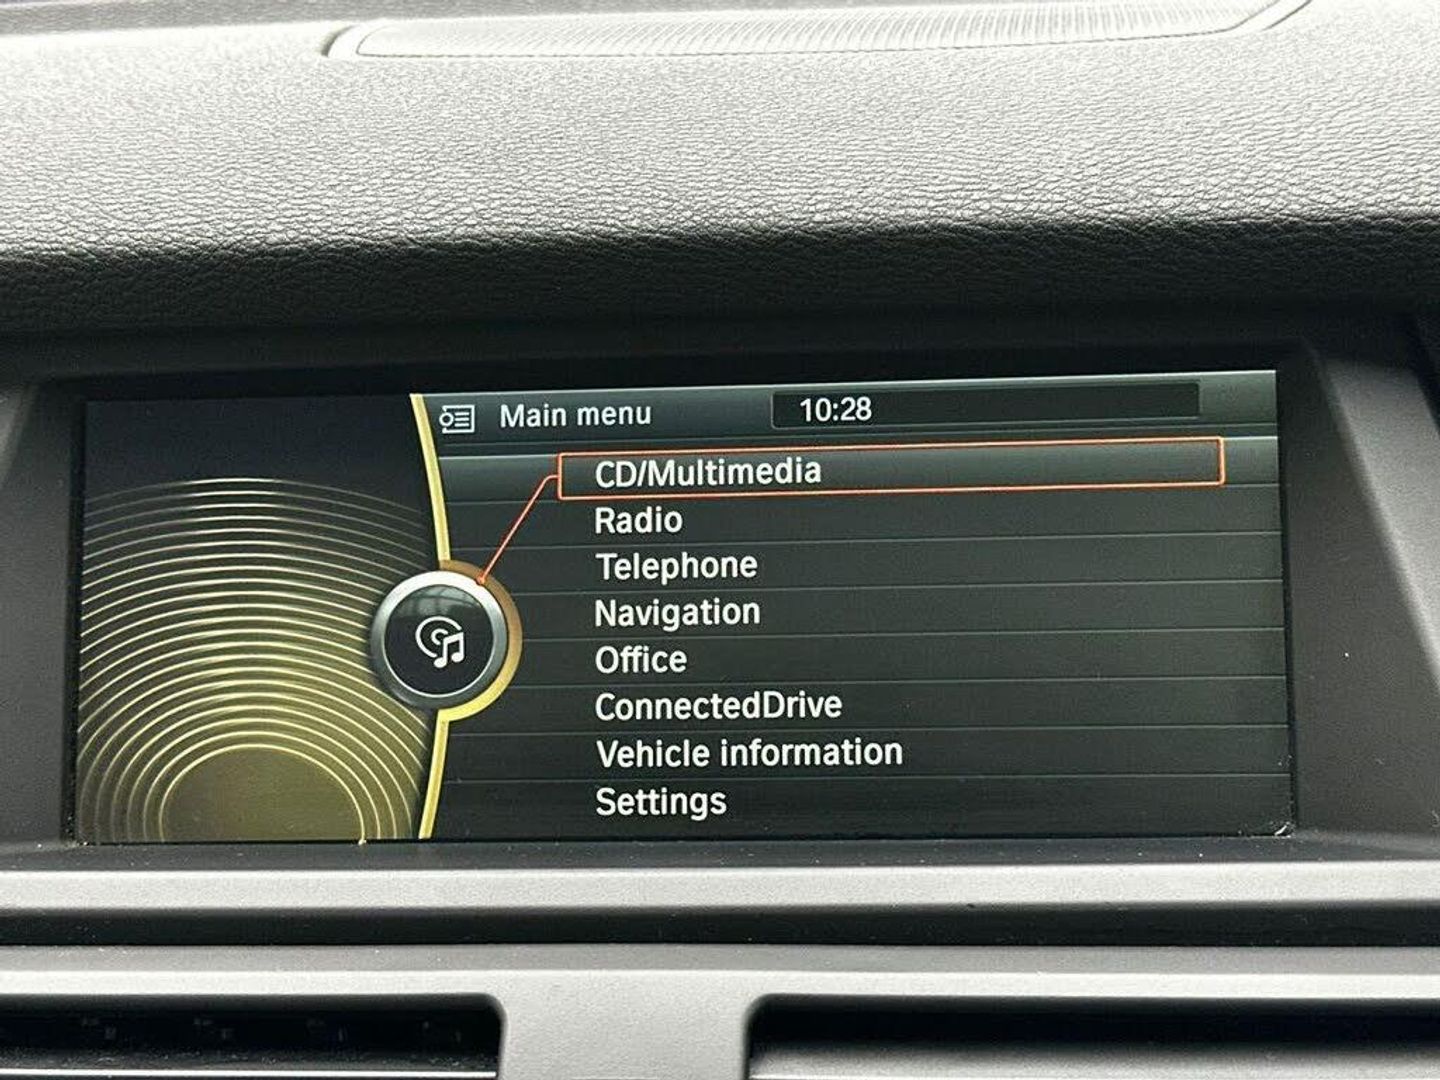 Main menu 10:28
CD/Multimedia
Radio
Telephone
Navigation
Office
ConnectedDrive
Vehicle information
Settings